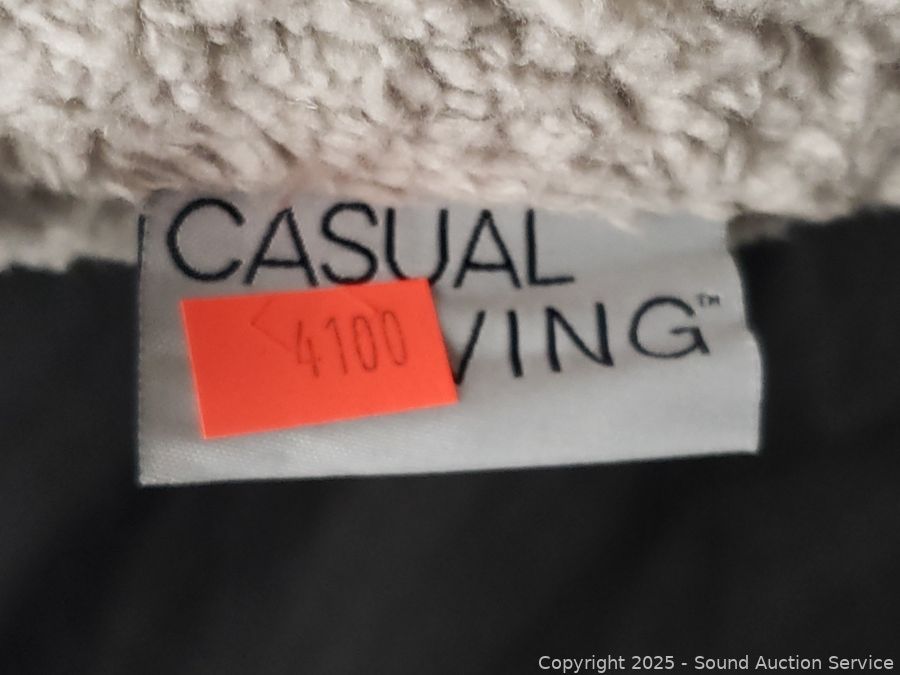 CASUAL
VING™
4100
Copyright 2025 - Sound Auction Service